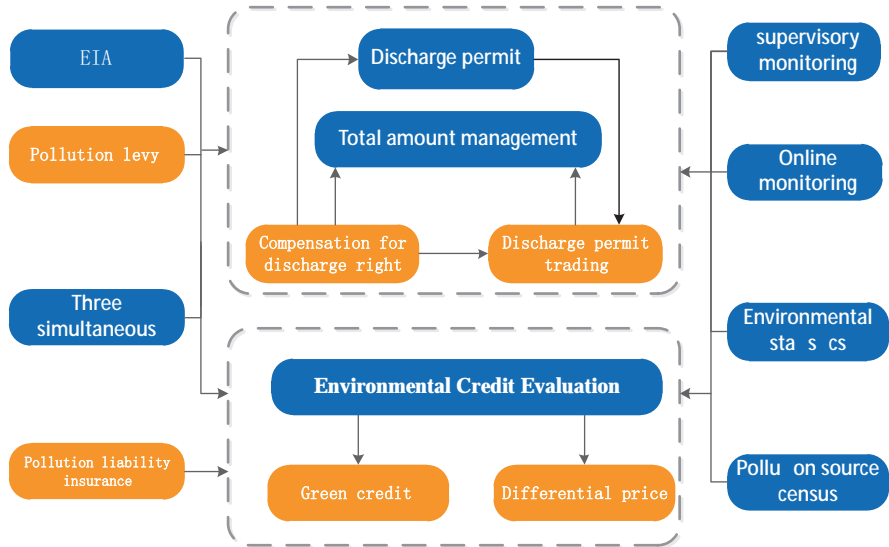 EIA
Pollution levy
Three
simultaneous
Pollution liability
insurance
Discharge permit
Total amount management
Compensation for
discharge right
Discharge permit
trading
Environmental Credit Evaluation
Green credit
Differential price
supervisory
monitoring
Online
monitoring
Environmental
sta s cs
Pollu on source
census